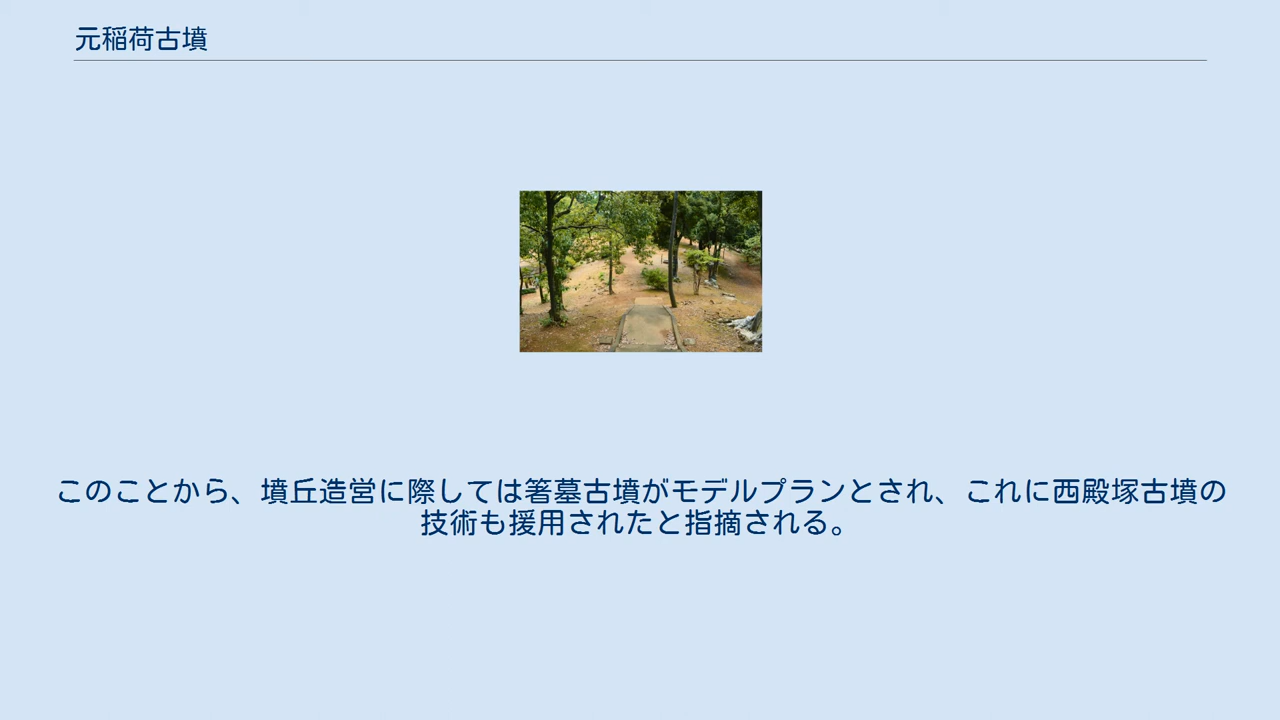 元稲荷古墳
このことから、墳丘造営に際しては箸墓古墳がモデルプランとされ、これに西殿塚古墳の
技術も援用されたと指摘される。